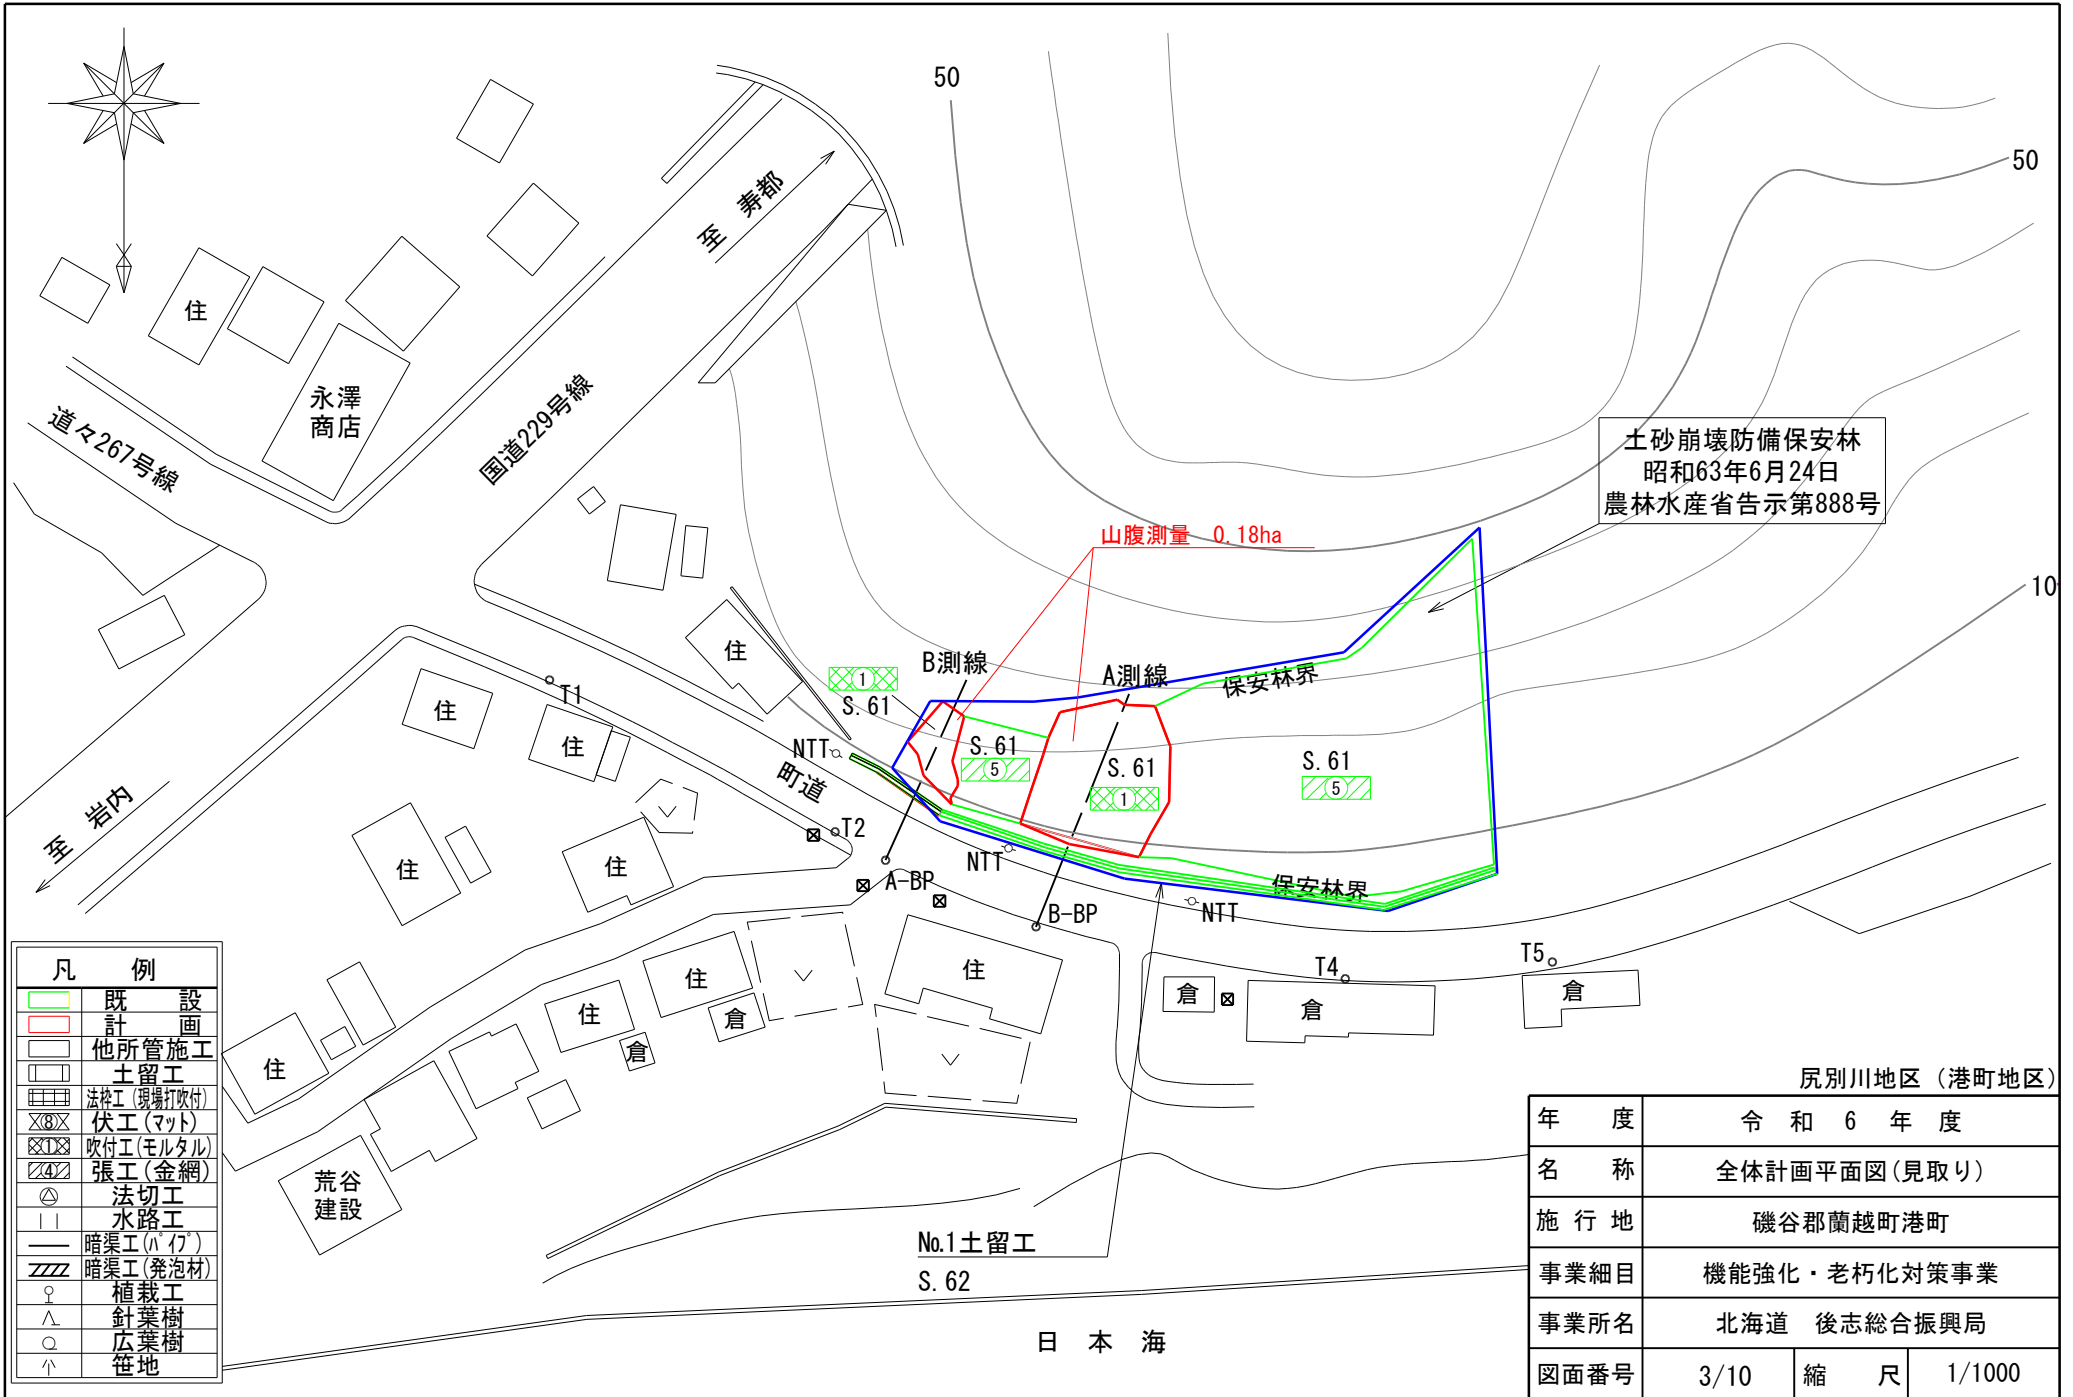 50
50
10
至 寿都
住
永澤
商店
道々267号線
国道229号線
土砂崩壊防備保安林
昭和63年6月24日
農林水産省告示第888号
山腹測量 0.18ha
住
1
S.61
B測線
A測線
保安林界
住
T1
住
NTT
町道
S.61
5
S.61
1
S.61
5
至 岩内
T2
住
住
NTT
A-BP
保安林界
B-BP
NTT
住
住
住
倉
倉
住
倉
T4
倉
T5
倉
住
荒谷
建設
No.1土留工
S.62
日本海
凡 例
既 設
計 画
他所管施工
土留工
法枠工(現場打吹付)
⑧ 伏工(マット)
① 吹付工(モルタル)
④ 張工(金網)
法切工
水路工
暗渠工(パイプ)
暗渠工(発泡材)
植栽工
針葉樹
広葉樹
笹地
尻別川地区(港町地区)
年 度 令和6年度
名 称 全体計画平面図(見取り)
施行地 磯谷郡蘭越町港町
事業細目 機能強化・老朽化対策事業
事業所名 北海道 後志総合振興局
図面番号 3/10 縮 尺 1/1000